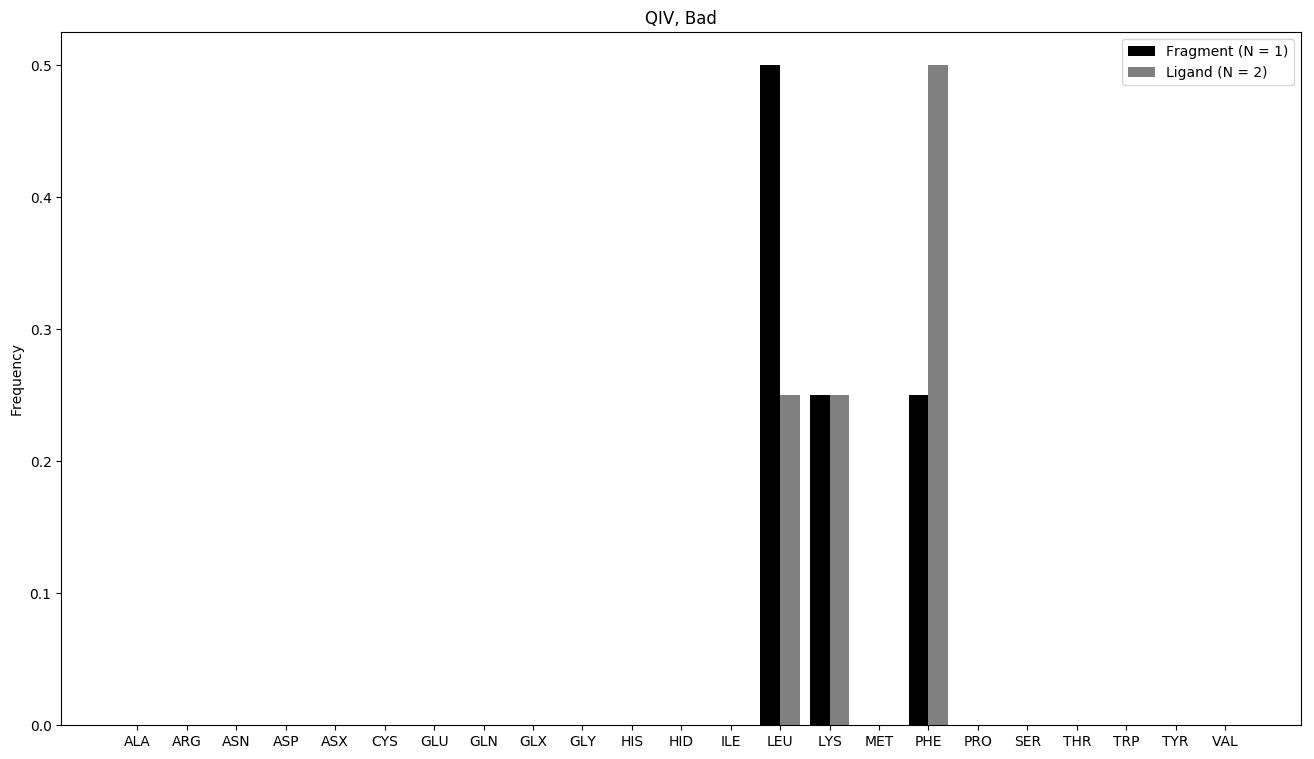 QIV, Bad
Fragment (N = 1)
Ligand (N = 2)
Frequency
0.5
0.4
0.3
0.2
0.1
0.0
ALA ARG ASN ASP ASX CYS GLU GLN GLX GLY HIS HID ILE LEU LYS MET PHE PRO SER THR TRP TYR VAL